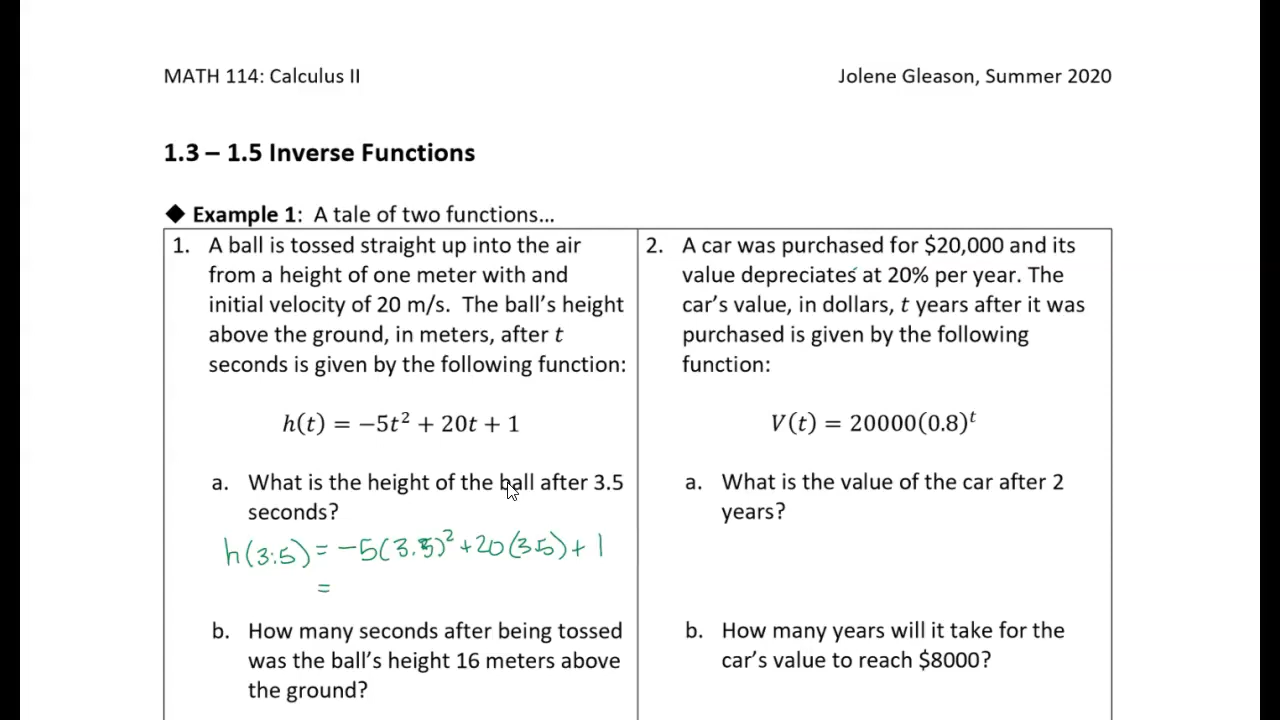 MATH 114: Calculus II
Jolene Gleason, Summer 2020
1.3 – 1.5 Inverse Functions
◆ Example 1: A tale of two functions...
1. A ball is tossed straight up into the air
from a height of one meter with and
initial velocity of 20 m/s. The ball's height
above the ground, in meters, after t
seconds is given by the following function:
h(t) = −5t² + 20t + 1
a. What is the height of the ball after 3.5
seconds?
h(3.5) = −5(3.5)² + 20(3.5) + 1
=
b. How many seconds after being tossed
was the ball's height 16 meters above
the ground?
2. A car was purchased for $20,000 and its
value depreciates at 20% per year. The
car's value, in dollars, t years after it was
purchased is given by the following
function:
V(t) = 20000(0.8)ᵗ
a. What is the value of the car after 2
years?
b. How many years will it take for the
car's value to reach $8000?